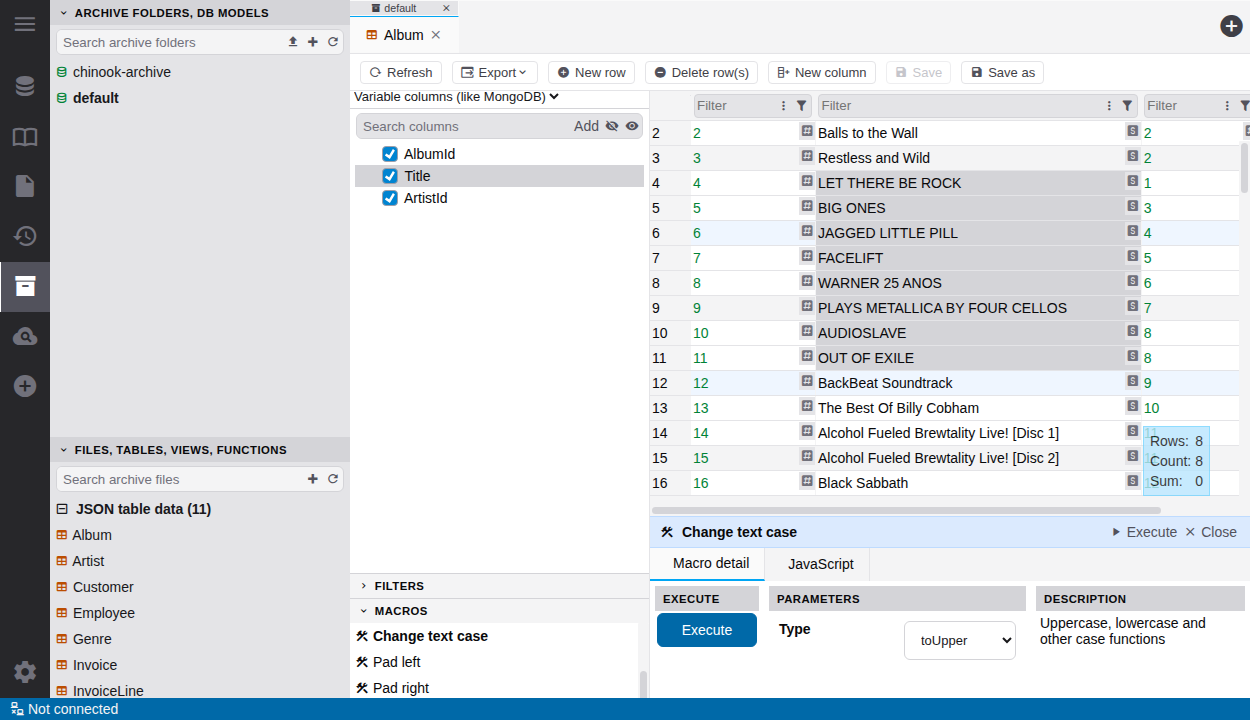 ARCHIVE FOLDERS, DB MODELS
Search archive folders
chinook-archive
default
FILES, TABLES, VIEWS, FUNCTIONS
Search archive files
JSON table data (11)
Album
Artist
Customer
Employee
Genre
Invoice
InvoiceLine
default
Album
Refresh
Export
New row
Delete row(s)
New column
Save
Save as
Variable columns (like MongoDB)
Search columns Add
AlbumId
Title
ArtistId
FILTERS
MACROS
Change text case
Pad left
Pad right
Filter Filter Filter
2 2 Balls to the Wall 2
3 3 Restless and Wild 2
4 4 LET THERE BE ROCK 1
5 5 BIG ONES 3
6 6 JAGGED LITTLE PILL 4
7 7 FACELIFT 5
8 8 WARNER 25 ANOS 6
9 9 PLAYS METALLICA BY FOUR CELLOS 7
10 10 AUDIOSLAVE 8
11 11 OUT OF EXILE 8
12 12 BackBeat Soundtrack 9
13 13 The Best Of Billy Cobham 10
14 14 Alcohol Fueled Brewtality Live! [Disc 1]
15 15 Alcohol Fueled Brewtality Live! [Disc 2]
16 16 Black Sabbath
Rows: 8
Count: 8
Sum: 0
Change text case
Execute Close
Macro detail JavaScript
EXECUTE
Execute
PARAMETERS
Type toUpper
DESCRIPTION
Uppercase, lowercase and
other case functions
Not connected